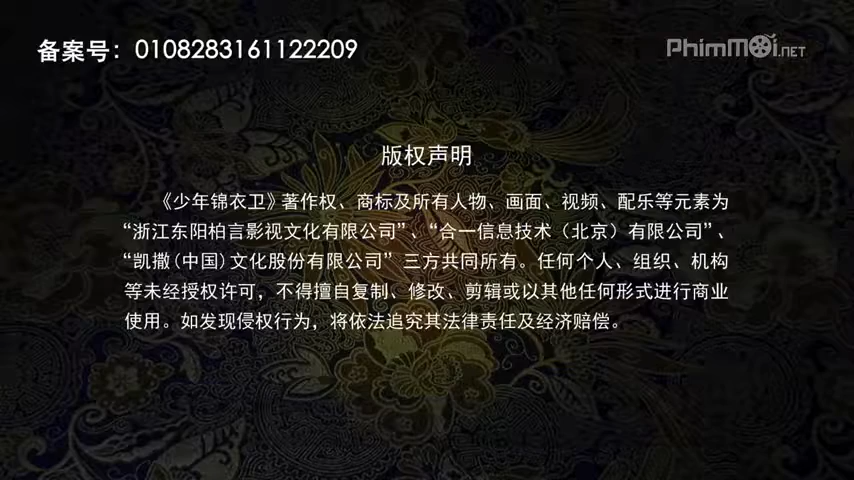 备案号：0108283161122209
PhimMoi.NET
版权声明
《少年锦衣卫》著作权、商标及所有人物、画面、视频、配乐等元素为
“浙江东阳柏言影视文化有限公司”、“合一信息技术（北京）有限公司”、
“凯撒(中国)文化股份有限公司” 三方共同所有。任何个人、组织、机构
等未经授权许可，不得擅自复制、修改、剪辑或以其他任何形式进行商业
使用。如发现侵权行为，将依法追究其法律责任及经济赔偿。